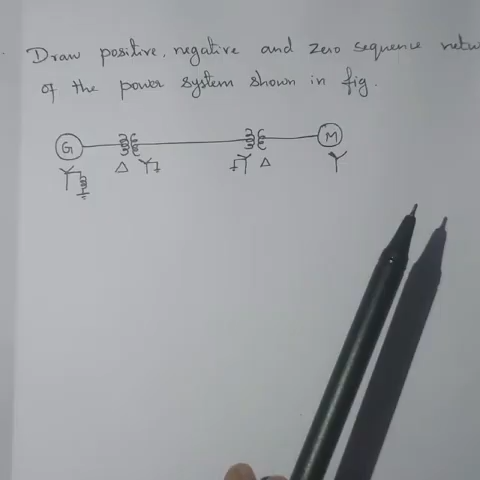 Draw positive, negative and zero sequence
of the power system shown in fig.
G M
Δ Δ